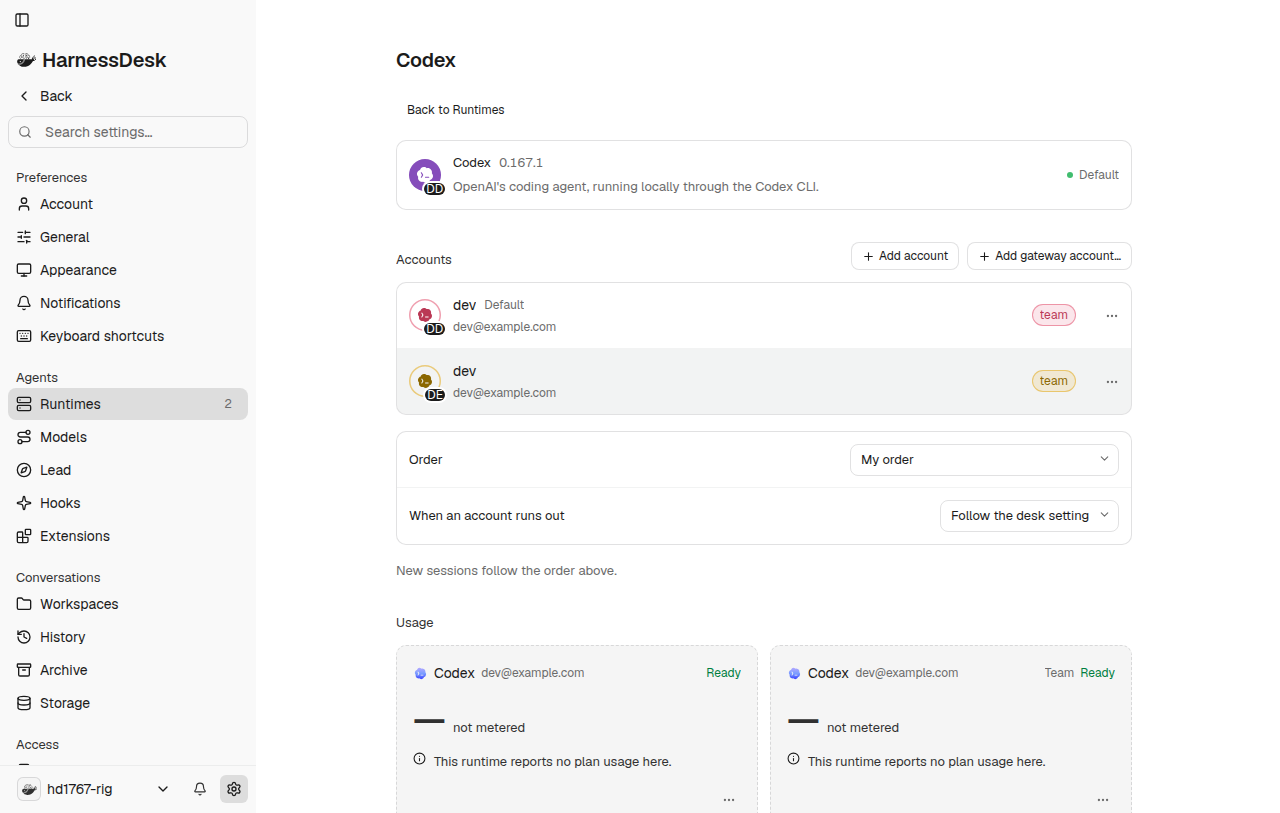 HarnessDesk
Back
Search settings…
Preferences
Account
General
Appearance
Notifications
Keyboard shortcuts
Agents
Runtimes 2
Models
Lead
Hooks
Extensions
Conversations
Workspaces
History
Archive
Storage
Access
hd1767-rig
Codex
Back to Runtimes
Codex 0.167.1
DD
OpenAI's coding agent, running locally through the Codex CLI.
Default
Accounts
+ Add account
+ Add gateway account…
dev Default
DD
dev@example.com
team
dev
DE
dev@example.com
team
Order
My order
When an account runs out
Follow the desk setting
New sessions follow the order above.
Usage
Codex dev@example.com Ready
— not metered
This runtime reports no plan usage here.
Codex dev@example.com Team Ready
— not metered
This runtime reports no plan usage here.